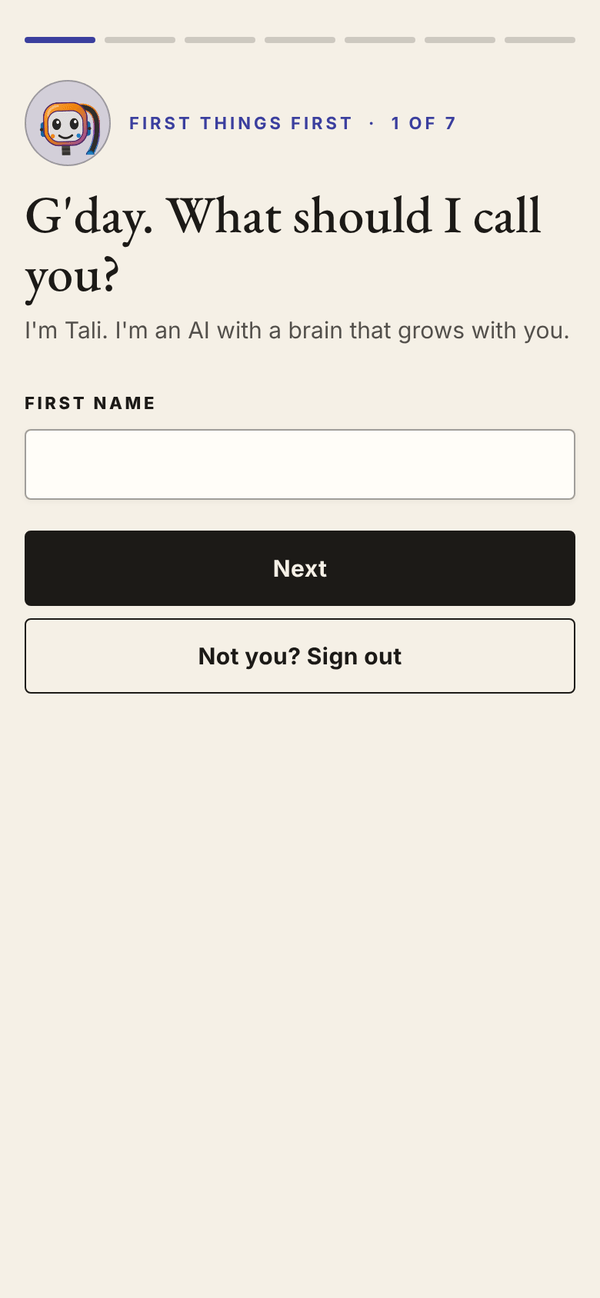 FIRST THINGS FIRST · 1 OF 7
G'day. What should I call
you?
I'm Tali. I'm an AI with a brain that grows with you.
FIRST NAME
Next
Not you? Sign out